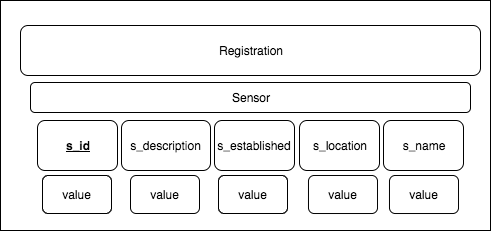 Registration
Sensor
s_id s_description s_established s_location s_name
value value value value value